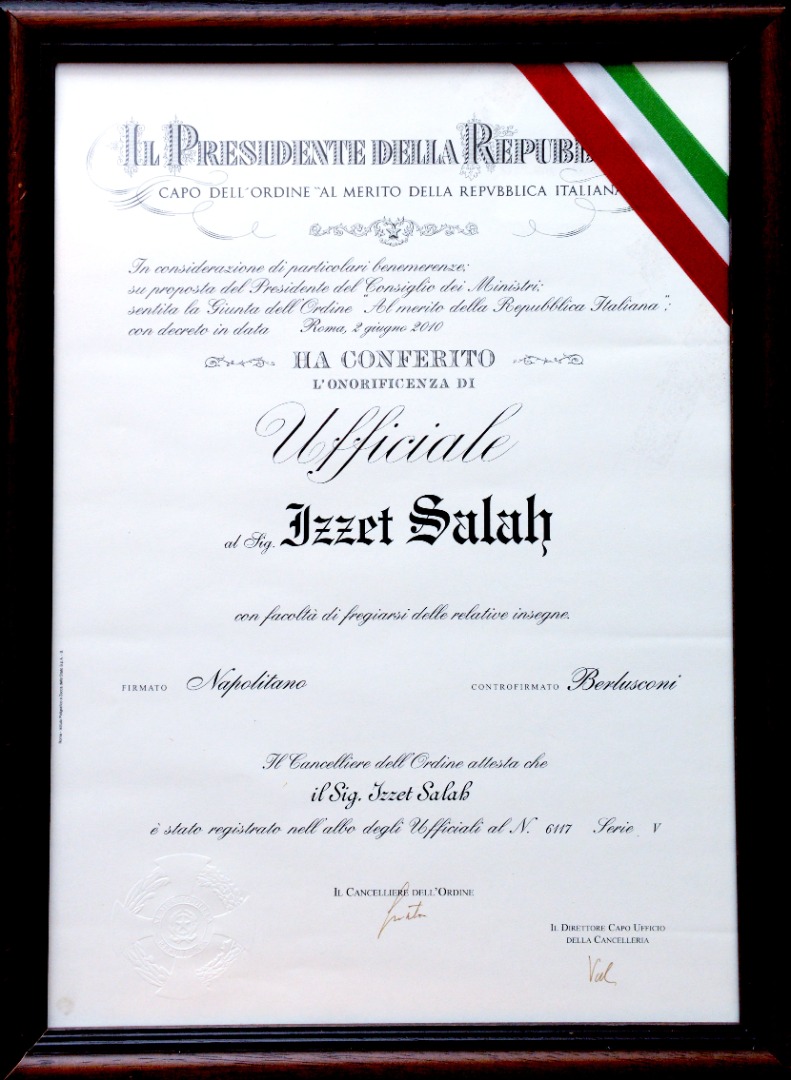 IL PRESIDENTE DELLA REPUBB
CAPO DELL'ORDINE "AL MERITO DELLA REPVBBLICA ITALIANA
In considerazione di particolari benemerenze;
su proposta del Presidente del Consiglio dei Ministri;
sentita la Giunta dell'Ordine "Al merito della Repubblica Italiana";
con decreto in data Roma, 2 giugno 2010
HA CONFERITO
L'ONORIFICENZA DI
Ufficiale
al Sig. Izzet Salah
con facoltà di fregiarsi delle relative insegne.
FIRMATO Napolitano CONTROFIRMATO Berlusconi
Il Cancelliere dell'Ordine attesta che
il Sig. Izzet Salah
è stato registrato nell'albo degli Ufficiali al N. 6117 Serie V
IL CANCELLIERE DELL'ORDINE
IL DIRETTORE CAPO UFFICIO
DELLA CANCELLERIA